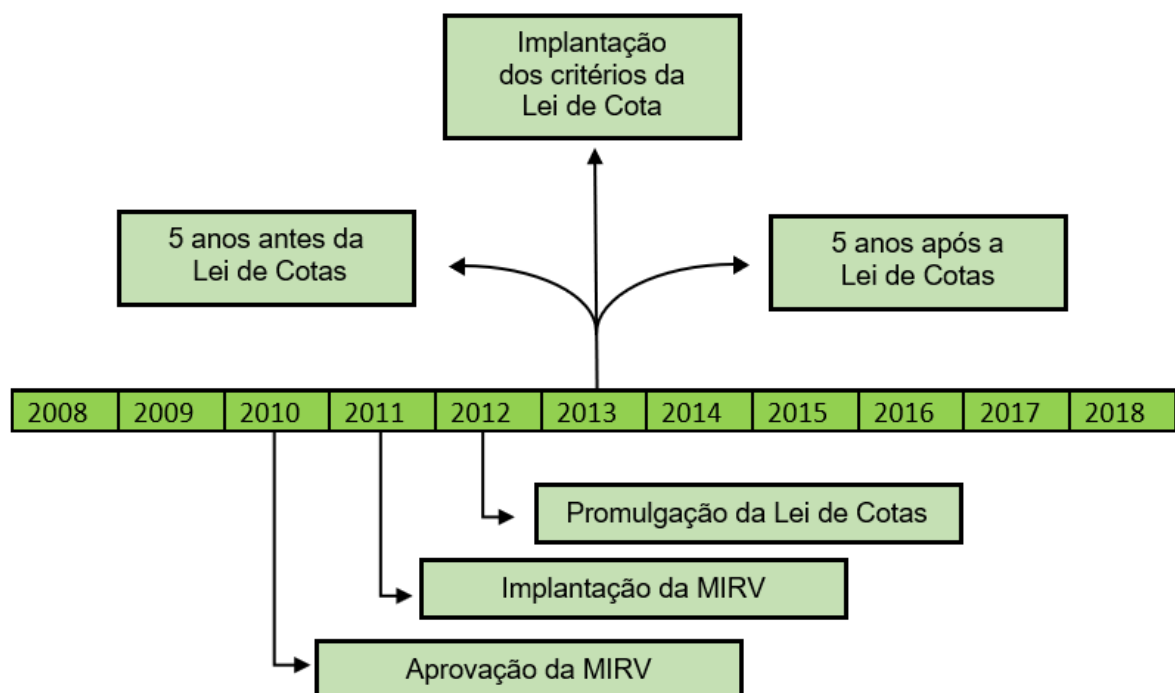 Implantação
dos critérios da
Lei de Cota
5 anos antes da
Lei de Cotas
5 anos após a
Lei de Cotas
2008 2009 2010 2011 2012 2013 2014 2015 2016 2017 2018
Promulgação da Lei de Cotas
Implantação da MIRV
Aprovação da MIRV